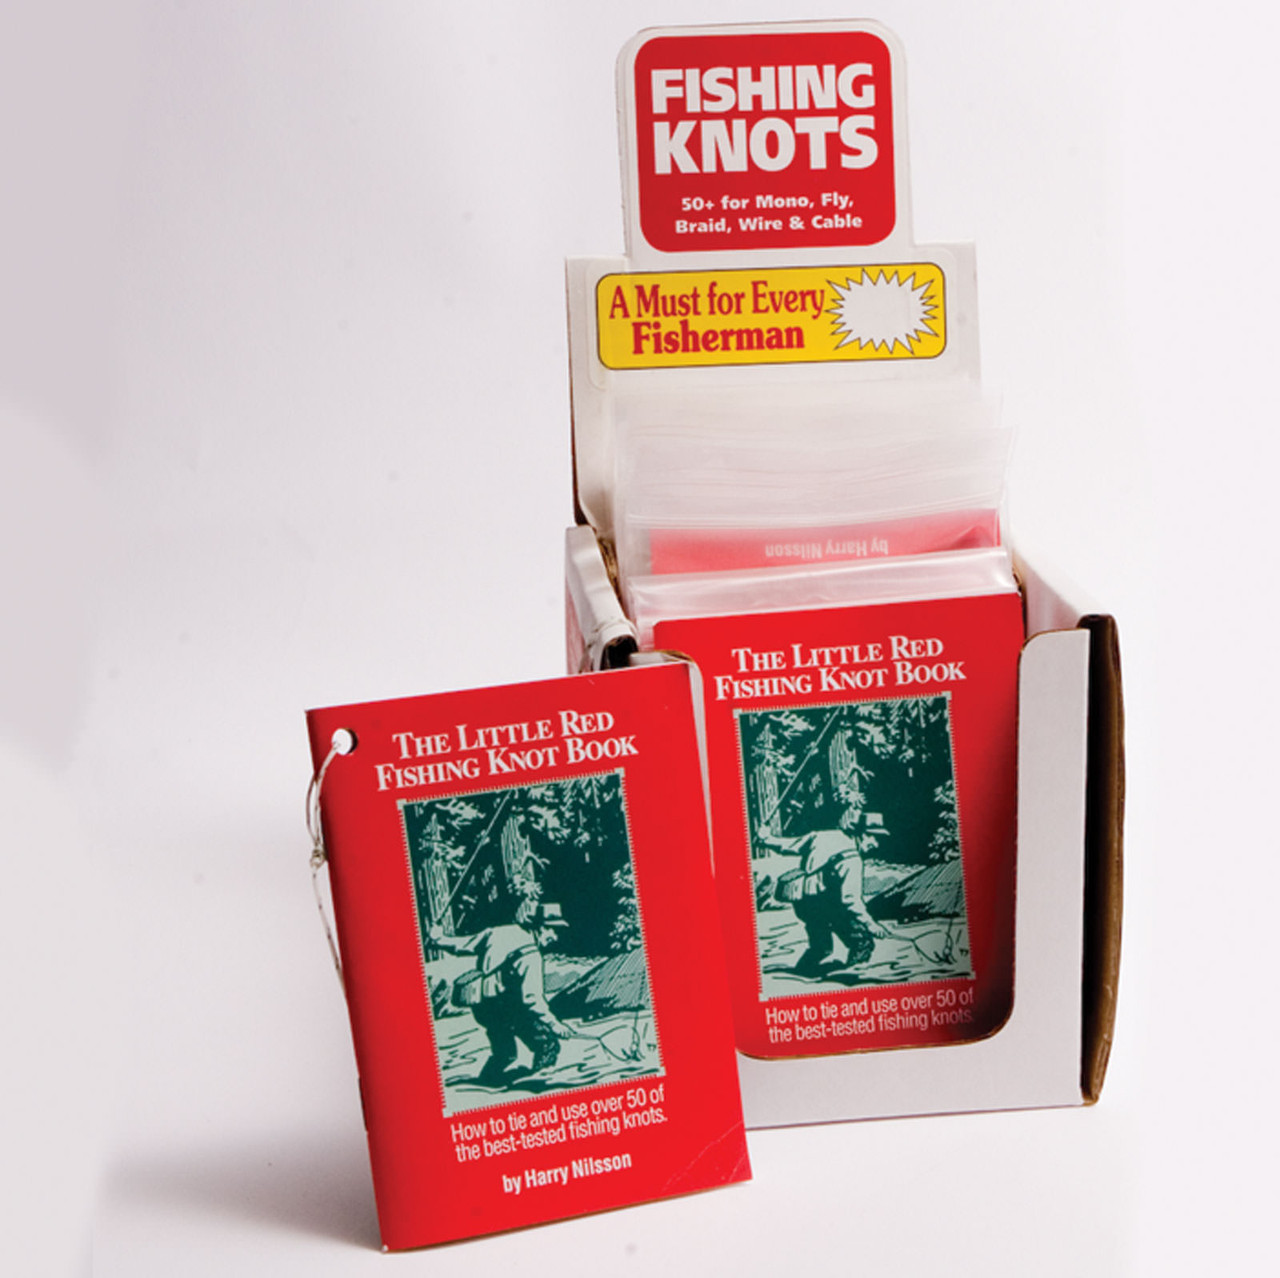 FISHING
KNOTS
50+ for Mono, Fly,
Braid, Wire & Cable
A Must for Every
Fisherman
by Harry Nilsson
THE LITTLE RED
FISHING KNOT BOOK
How to tie and use over 50 of
the best-tested fishing knots.
THE LITTLE RED
FISHING KNOT BOOK
How to tie and use over 50 of
the best-tested fishing knots.
by Harry Nilsson